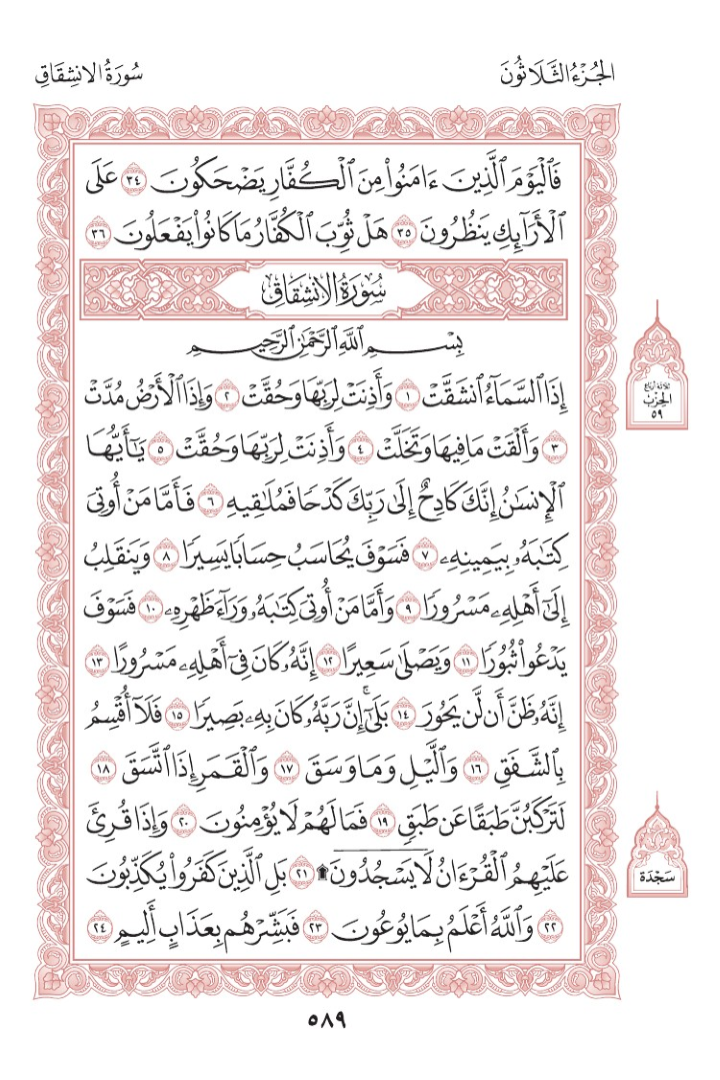 الجُزْءُ الثَّلَاثُونَ
سُورَةُ الانشِقَاقِ
فَٱلْيَوْمَ ٱلَّذِينَ ءَامَنُوا۟ مِنَ ٱلْكُفَّارِ يَضْحَكُونَ ٣٤ عَلَى
ٱلْأَرَآئِكِ يَنظُرُونَ ٣٥ هَلْ ثُوِّبَ ٱلْكُفَّارُ مَا كَانُوا۟ يَفْعَلُونَ ٣٦
سُورَةُ الانشِقَاقِ
بِسْمِ ٱللَّهِ ٱلرَّحْمَٰنِ ٱلرَّحِيمِ
إِذَا ٱلسَّمَآءُ ٱنشَقَّتْ ١ وَأَذِنَتْ لِرَبِّهَا وَحُقَّتْ ٢ وَإِذَا ٱلْأَرْضُ مُدَّتْ
٣ وَأَلْقَتْ مَا فِيهَا وَتَخَلَّتْ ٤ وَأَذِنَتْ لِرَبِّهَا وَحُقَّتْ ٥ يَٰٓأَيُّهَا
ٱلْإِنسَٰنُ إِنَّكَ كَادِحٌ إِلَىٰ رَبِّكَ كَدْحًا فَمُلَٰقِيهِ ٦ فَأَمَّا مَنْ أُوتِىَ
كِتَٰبَهُۥ بِيَمِينِهِۦ ٧ فَسَوْفَ يُحَاسَبُ حِسَابًا يَسِيرًا ٨ وَيَنقَلِبُ
إِلَىٰٓ أَهْلِهِۦ مَسْرُورًا ٩ وَأَمَّا مَنْ أُوتِىَ كِتَٰبَهُۥ وَرَآءَ ظَهْرِهِۦ ١٠ فَسَوْفَ
يَدْعُوا۟ ثُبُورًا ١١ وَيَصْلَىٰ سَعِيرًا ١٢ إِنَّهُۥ كَانَ فِىٓ أَهْلِهِۦ مَسْرُورًا ١٣
إِنَّهُۥ ظَنَّ أَن لَّن يَحُورَ ١٤ بَلَىٰٓۚ إِنَّ رَبَّهُۥ كَانَ بِهِۦ بَصِيرًا ١٥ فَلَآ أُقْسِمُ
بِٱلشَّفَقِ ١٦ وَٱلَّيْلِ وَمَا وَسَقَ ١٧ وَٱلْقَمَرِ إِذَا ٱتَّسَقَ ١٨
لَتَرْكَبُنَّ طَبَقًا عَن طَبَقٍ ١٩ فَمَا لَهُمْ لَا يُؤْمِنُونَ ٢٠ وَإِذَا قُرِئَ
عَلَيْهِمُ ٱلْقُرْءَانُ لَا يَسْجُدُونَ ۩ ٢١ بَلِ ٱلَّذِينَ كَفَرُوا۟ يُكَذِّبُونَ
٢٢ وَٱللَّهُ أَعْلَمُ بِمَا يُوعُونَ ٢٣ فَبَشِّرْهُم بِعَذَابٍ أَلِيمٍ ٢٤
ثلاثة أرباع
الحِزْب
٥٩
سَجْدَة
٥٨٩